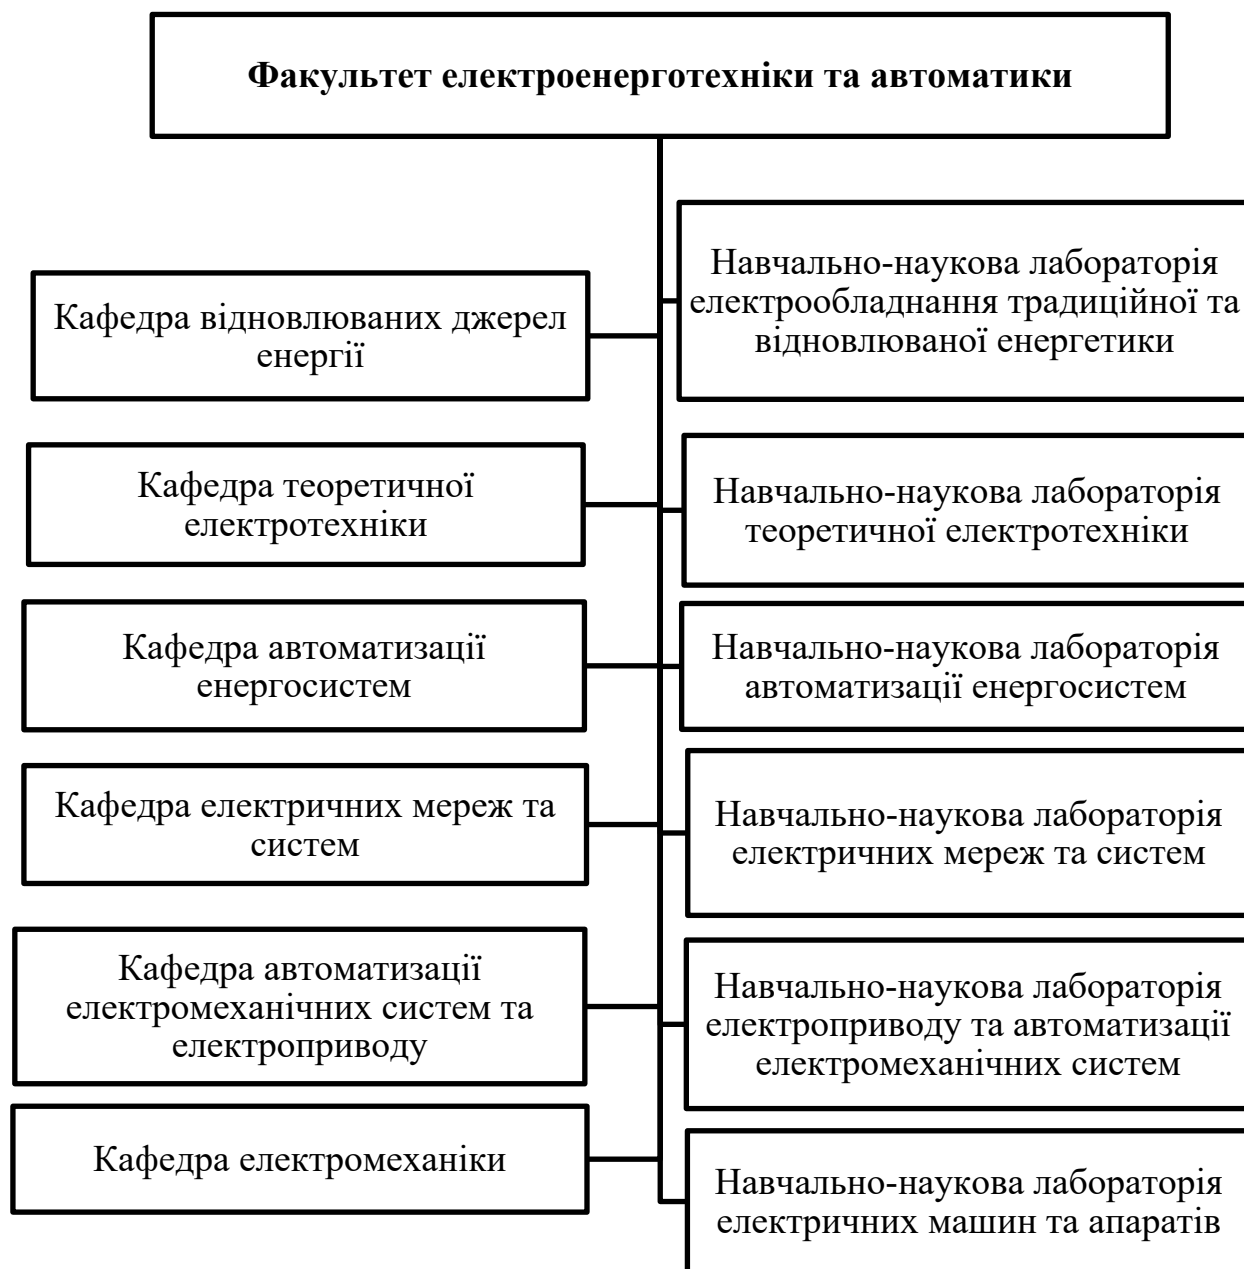 Факультет електроенерготехніки та автоматики
Кафедра відновлюваних джерел
енергії
Навчально-наукова лабораторія
електрообладнання традиційної та
відновлюваної енергетики
Кафедра теоретичної
електротехніки
Навчально-наукова лабораторія
теоретичної електротехніки
Кафедра автоматизації
енергосистем
Навчально-наукова лабораторія
автоматизації енергосистем
Кафедра електричних мереж та
систем
Навчально-наукова лабораторія
електричних мереж та систем
Кафедра автоматизації
електромеханічних систем та
електроприводу
Навчально-наукова лабораторія
електроприводу та автоматизації
електромеханічних систем
Кафедра електромеханіки
Навчально-наукова лабораторія
електричних машин та апаратів